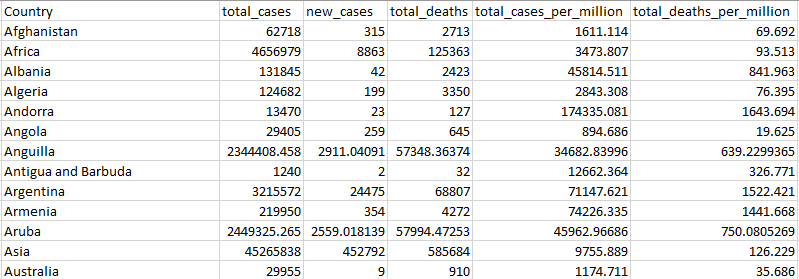 Country total_cases new_cases total_deaths total_cases_per_million total_deaths_per_million
Afghanistan 62718 315 2713 1611.114 69.692
Africa 4656979 8863 125363 3473.807 93.513
Albania 131845 42 2423 45814.511 841.963
Algeria 124682 199 3350 2843.308 76.395
Andorra 13470 23 127 174335.081 1643.694
Angola 29405 259 645 894.686 19.625
Anguilla 2344408.458 2911.04091 57348.36374 34682.83996 639.2299365
Antigua and Barbuda 1240 2 32 12662.364 326.771
Argentina 3215572 24475 68807 71147.621 1522.421
Armenia 219950 354 4272 74226.335 1441.668
Aruba 2449325.265 2559.018139 57994.47253 45962.96686 750.0805269
Asia 45265838 452792 585684 9755.889 126.229
Australia 29955 9 910 1174.711 35.686